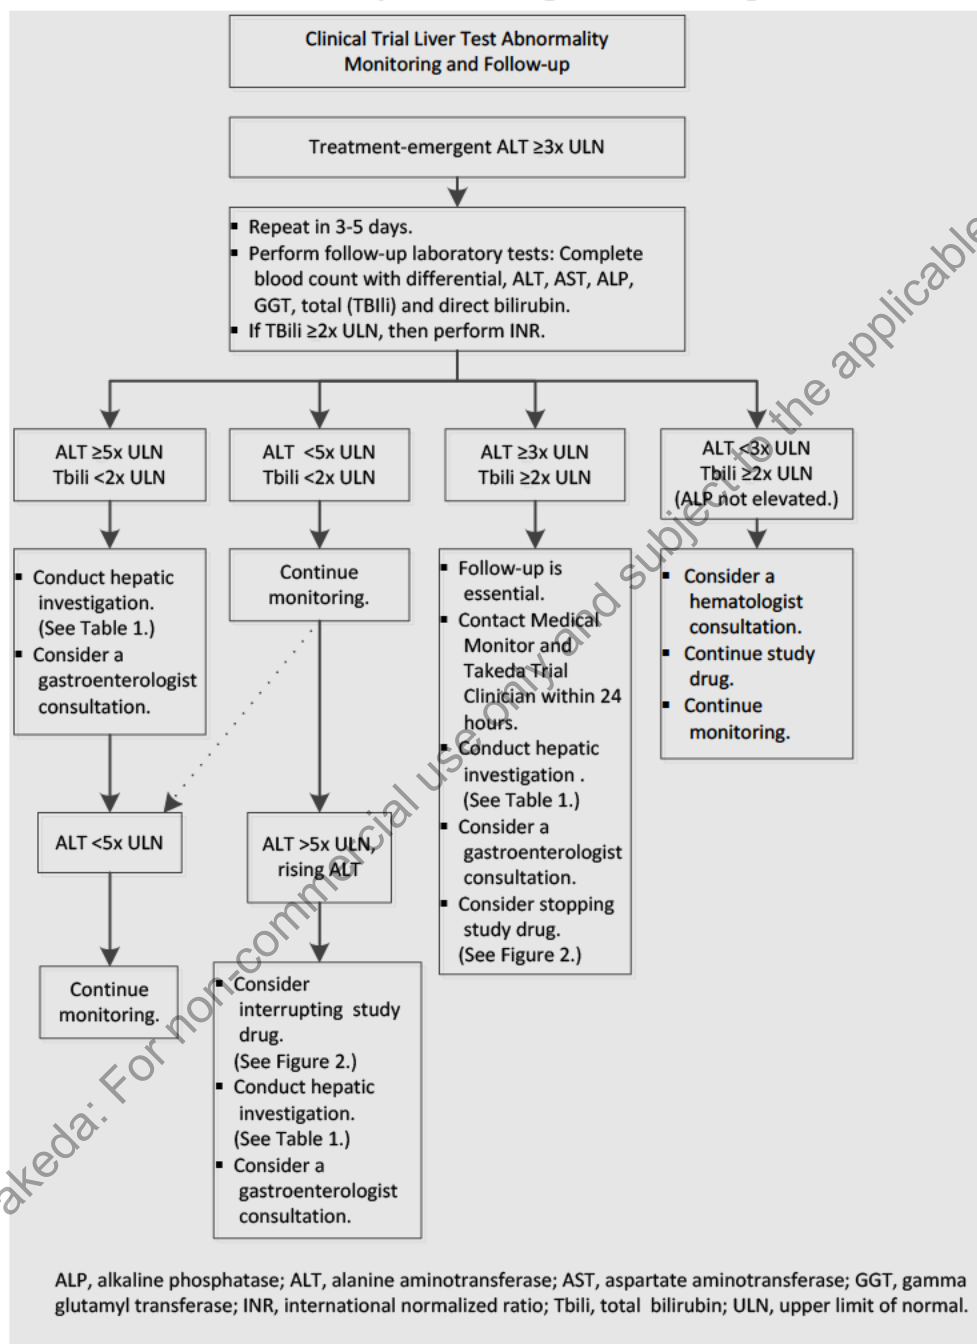 Clinical Trial Liver Test Abnormality
Monitoring and Follow-up
Treatment-emergent ALT ≥3x ULN
▪ Repeat in 3-5 days.
▪ Perform follow-up laboratory tests: Complete
blood count with differential, ALT, AST, ALP,
GGT, total (TBIli) and direct bilirubin.
▪ If TBili ≥2x ULN, then perform INR.
ALT ≥5x ULN
Tbili <2x ULN
ALT <5x ULN
Tbili <2x ULN
ALT ≥3x ULN
Tbili ≥2x ULN
ALT <3x ULN
Tbili ≥2x ULN
(ALP not elevated.)
▪ Conduct hepatic
investigation.
(See Table 1.)
▪ Consider a
gastroenterologist
consultation.
Continue
monitoring.
▪ Follow-up is
essential.
▪ Contact Medical
Monitor and
Takeda Trial
Clinician within 24
hours.
▪ Conduct hepatic
investigation .
(See Table 1.)
▪ Consider a
gastroenterologist
consultation.
▪ Consider stopping
study drug.
(See Figure 2.)
▪ Consider a
hematologist
consultation.
▪ Continue study
drug.
▪ Continue
monitoring.
ALT <5x ULN
ALT >5x ULN,
rising ALT
Continue
monitoring.
▪ Consider
interrupting study
drug.
(See Figure 2.)
▪ Conduct hepatic
investigation.
(See Table 1.)
▪ Consider a
gastroenterologist
consultation.
ALP, alkaline phosphatase; ALT, alanine aminotransferase; AST, aspartate aminotransferase; GGT, gamma
glutamyl transferase; INR, international normalized ratio; Tbili, total bilirubin; ULN, upper limit of normal.
akeda: For non-commercial use only and subject to the applicable